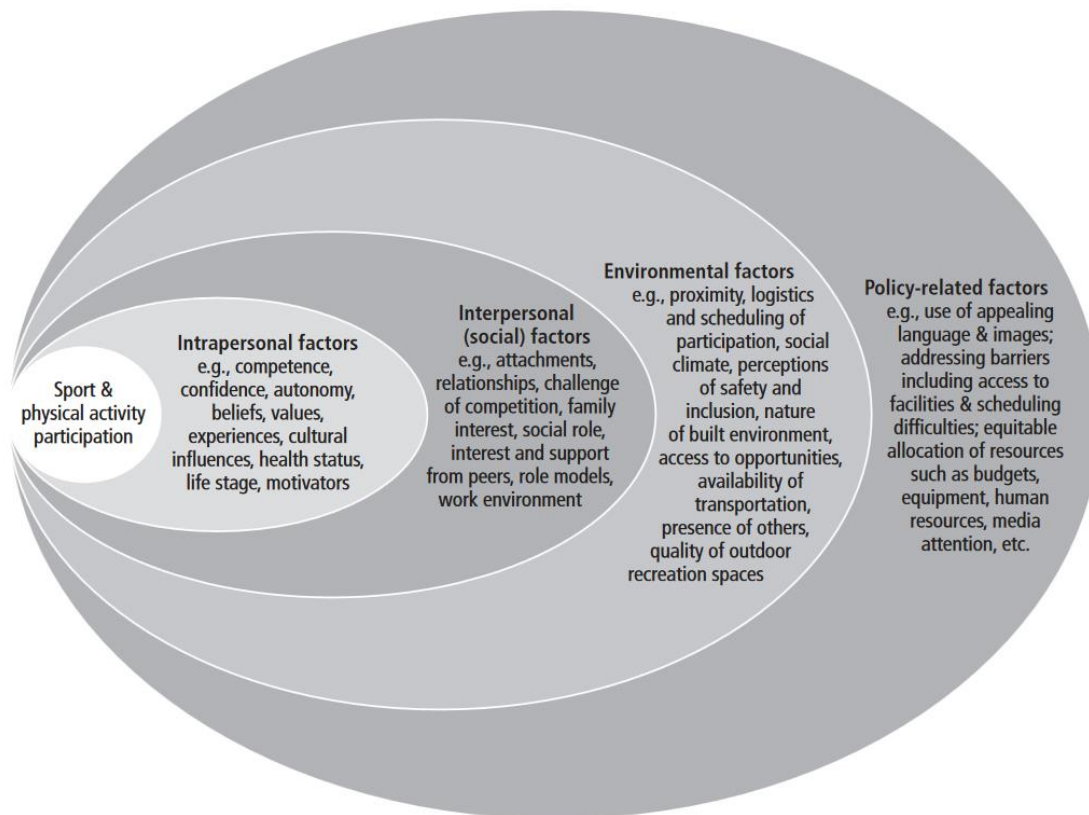 Sport &
physical activity
participation
Intrapersonal factors
e.g., competence,
confidence, autonomy,
beliefs, values,
experiences, cultural
influences, health status,
life stage, motivators
Interpersonal
(social) factors
e.g., attachments,
relationships, challenge
of competition, family
interest, social role,
interest and support
from peers, role models,
work environment
Environmental factors
e.g., proximity, logistics
and scheduling of
participation, social
climate, perceptions
of safety and
inclusion, nature
of built environment,
access to opportunities,
availability of
transportation,
presence of others,
quality of outdoor
recreation spaces
Policy-related factors
e.g., use of appealing
language & images;
addressing barriers
including access to
facilities & scheduling
difficulties; equitable
allocation of resources
such as budgets,
equipment, human
resources, media
attention, etc.